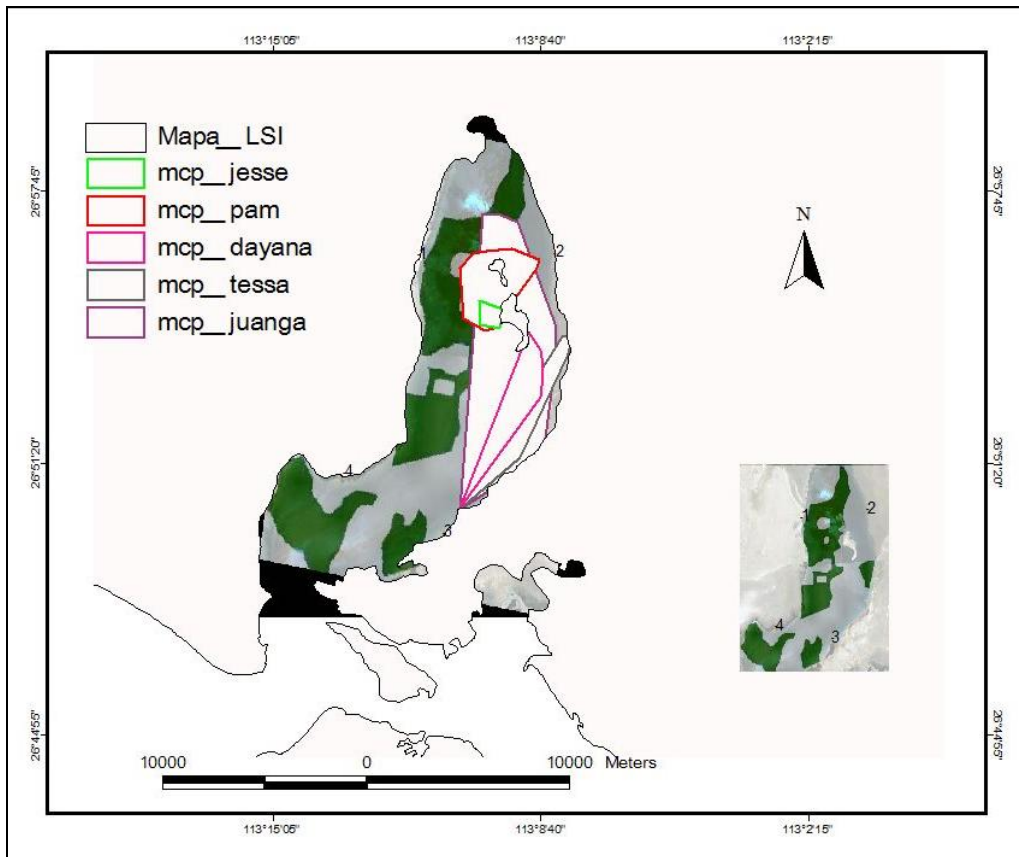 113°15'05" 113°8'40" 113°2'15"
26°57'45" 26°57'45"
Mapa__LSI
mcp__jesse
mcp__pam
mcp__dayana
mcp__tessa
mcp__juanga
N
1 2
26°51'20" 26°51'20"
4
3
1 2
4 3
26°44'55" 26°44'55"
10000 0 10000 Meters
113°15'05" 113°8'40" 113°2'15"